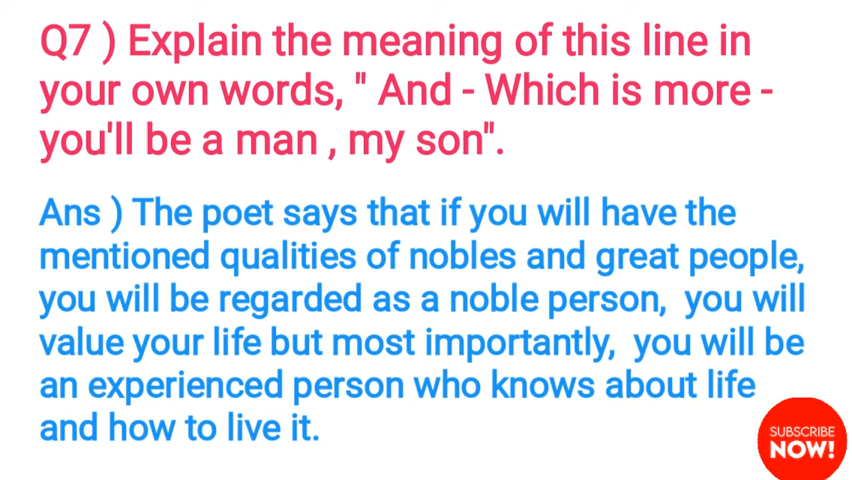 Q7 ) Explain the meaning of this line in
your own words, " And - Which is more -
you'll be a man , my son".
Ans ) The poet says that if you will have the
mentioned qualities of nobles and great people,
you will be regarded as a noble person, you will
value your life but most importantly, you will be
an experienced person who knows about life
and how to live it.
SUBSCRIBE
NOW!